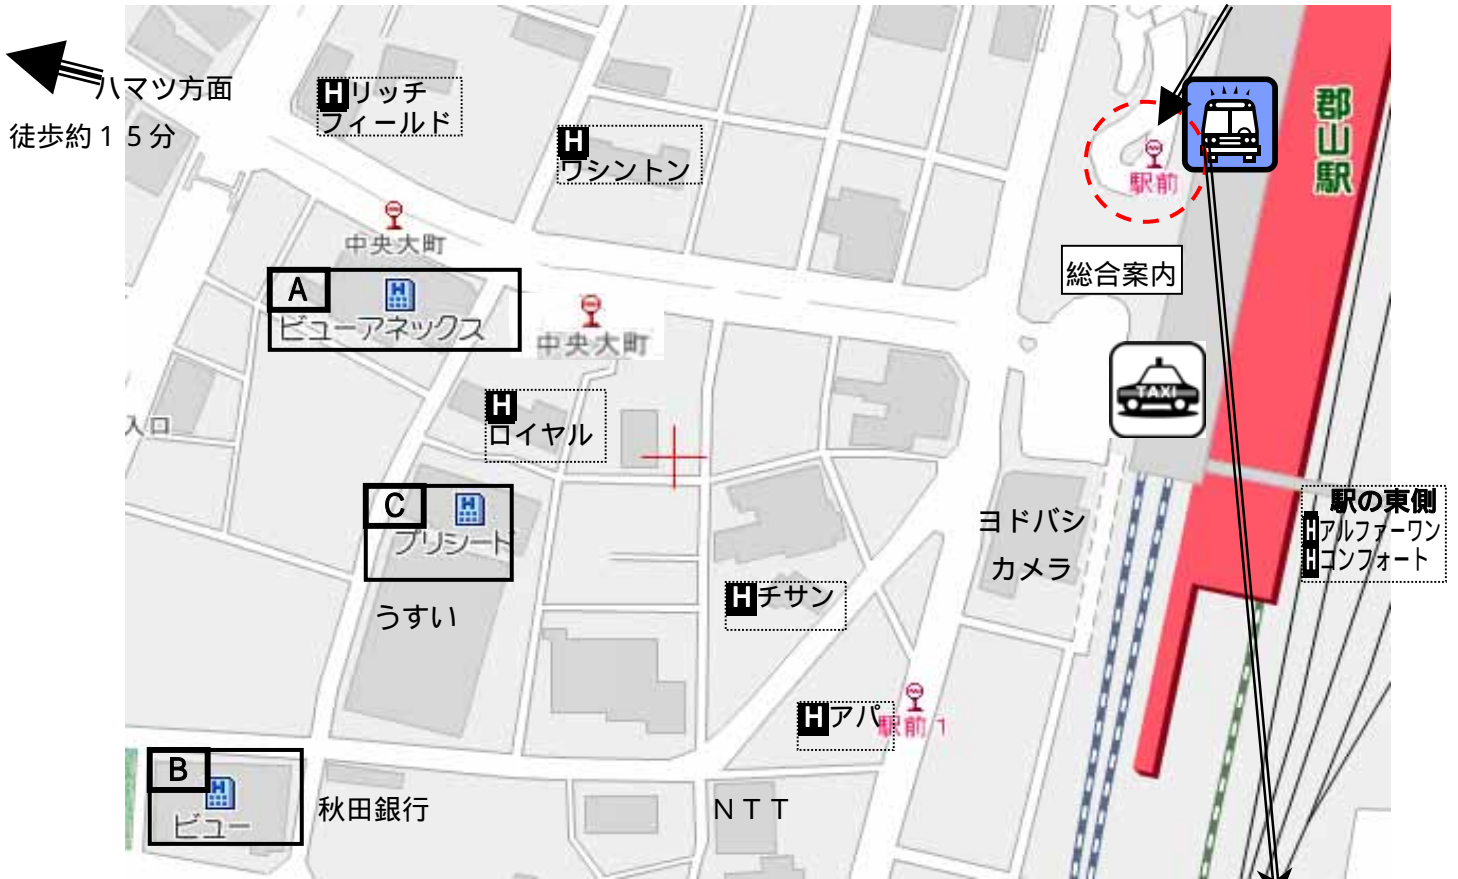 ハマツ方面
徒歩約１５分
H リッチ
フィールド
H
ワシントン
駅前
郡山駅
中央大町
総合案内
A
ビューアネックス
中央大町
TAXI
入口
H
ロイヤル
C
プリシード
うすい
ヨドバシ
カメラ
駅の東側
H アルファーワン
H コンフォート
H チサン
H アパ
駅前１
B
ビュー
秋田銀行
ＮＴＴ